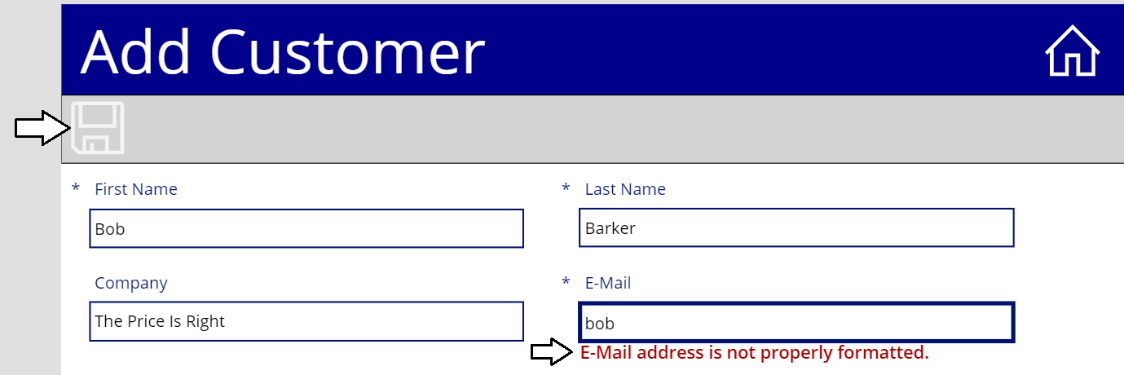 Add Customer
* First Name
* Last Name
Bob
Barker
Company
* E-Mail
The Price Is Right
bob
E-Mail address is not properly formatted.